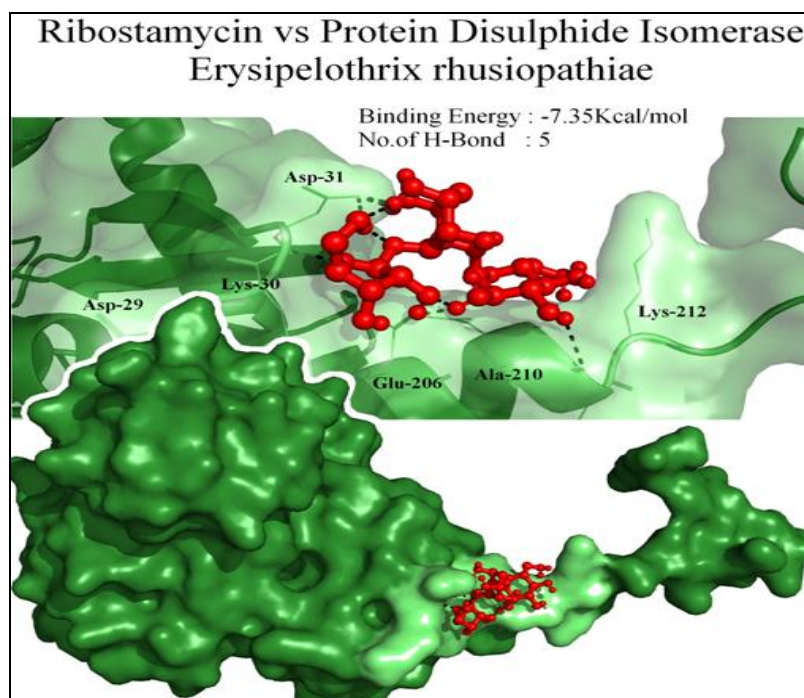 Ribostamycin vs Protein Disulphide Isomerase
Erysipelothrix rhusiopathiae
Binding Energy : -7.35Kcal/mol
No.of H-Bond : 5
Asp-31
Lys-30
Asp-29
Lys-212
Glu-206
Ala-210